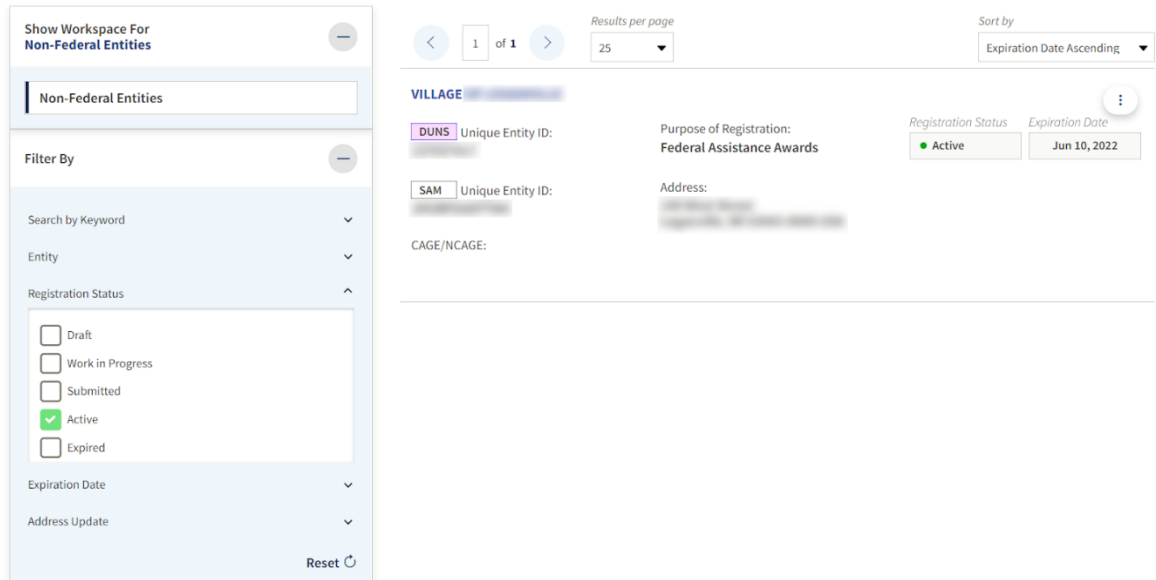 Show Workspace For
Non-Federal Entities
Non-Federal Entities
Filter By
Search by Keyword
Entity
Registration Status
Draft
Work in Progress
Submitted
Active
Expired
Expiration Date
Address Update
Reset
1 of 1
Results per page
25
Sort by
Expiration Date Ascending
VILLAGE
DUNS Unique Entity ID:
SAM Unique Entity ID:
CAGE/NCAGE:
Purpose of Registration:
Federal Assistance Awards
Address:
Registration Status
Active
Expiration Date
Jun 10, 2022